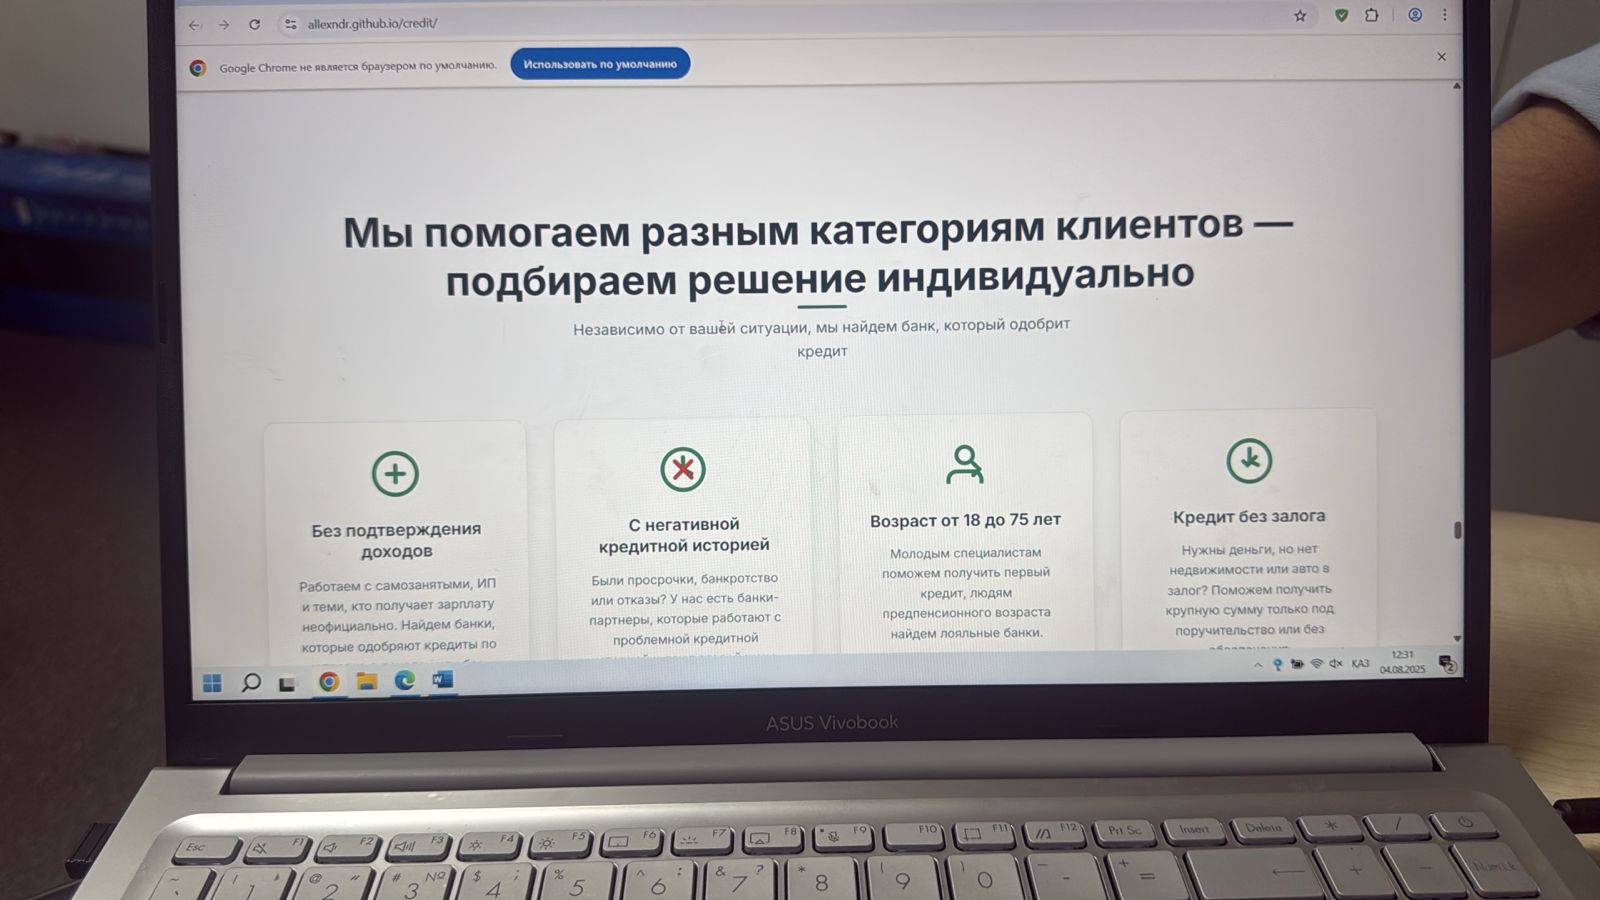 allexndr.github.io/credit/
Google Chrome не является браузером по умолчанию.
Использовать по умолчанию
Мы помогаем разным категориям клиентов —
подбираем решение индивидуально
Независимо от вашей ситуации, мы найдем банк, который одобрит
кредит
Без подтверждения
доходов
Работаем с самозанятыми, ИП
и теми, кто получает зарплату
неофициально. Найдем банки,
которые одобряют кредиты по
С негативной
кредитной историей
Были просрочки, банкротство
или отказы? У нас есть банки-
партнеры, которые работают с
проблемной кредитной
Возраст от 18 до 75 лет
Молодым специалистам
поможем получить первый
кредит, людям
предпенсионного возраста
найдем лояльные банки.
Кредит без залога
Нужны деньги, но нет
недвижимости или авто в
залог? Поможем получить
крупную сумму только под
поручительство или без
КАЗ
12:31
04.08.2025
2
ASUS Vivobook
Esc F1 F2 F3 F4 F5 F6 F7 F8 F9 F10 F11 F12 Prt Sc Insert Delete * /
~ ! 1 @ " 2 # № 3 $ ; 4 % 5 ^ : 6 & ? 7 * 8 ( 9 ) 0 - + = + - Num Lk